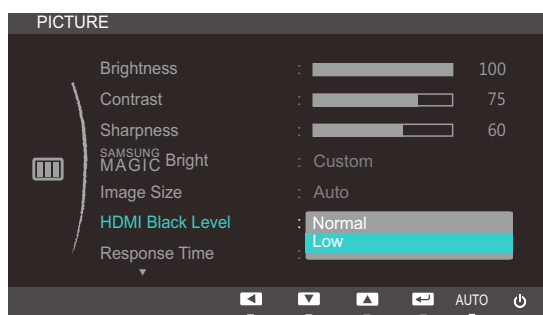 PICTURE
Brightness : 100
Contrast : 75
Sharpness : 60
SAMSUNG
MAGIC Bright : Custom
Image Size : Auto
HDMI Black Level : Normal
Low
Response Time :
AUTO